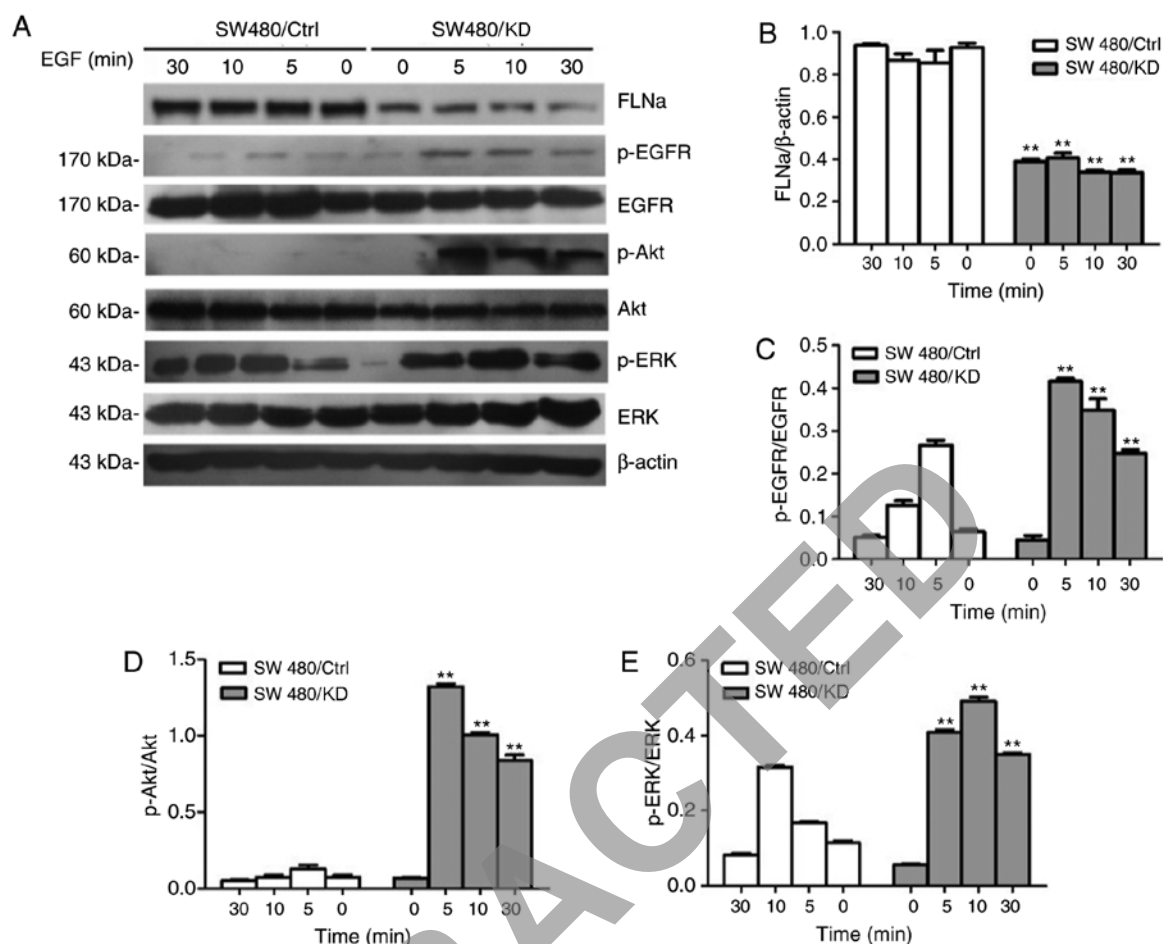 A
SW480/Ctrl SW480/KD
EGF (min) 30 10 5 0 0 5 10 30
FLNa
170 kDa- p-EGFR
170 kDa- EGFR
60 kDa- p-Akt
60 kDa- Akt
43 kDa- p-ERK
43 kDa- ERK
43 kDa- β-actin
B
SW 480/Ctrl
SW 480/KD
FLNa/β-actin
1.0
0.8
0.6
0.4
0.2
0.0
** ** ** **
30 10 5 0 0 5 10 30
Time (min)
C
SW 480/Ctrl
SW 480/KD
p-EGFR/EGFR
0.5
0.4
0.3
0.2
0.1
0.0
** ** **
30 10 5 0 0 5 10 30
Time (min)
D
SW 480/Ctrl
SW 480/KD
p-Akt/Akt
1.5
1.0
0.5
0.0
** ** **
30 10 5 0 0 5 10 30
Time (min)
E
SW 480/Ctrl
SW 480/KD
p-ERK/ERK
0.6
0.4
0.2
0.0
** ** **
30 10 5 0 0 5 10 30
Time (min)
RACTED